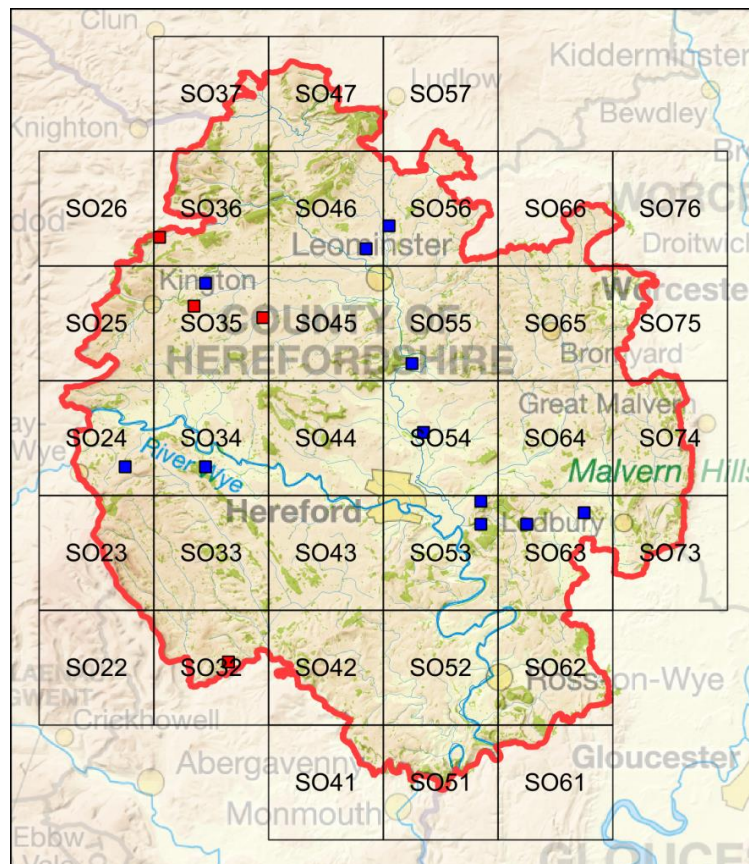 Clun
Kidderminster
SO37 SO47 SO57
Ludlow
Bewdley
Knighton
SO26 SO36 SO46 SO56 SO66 SO76
Droitwich
Leominster
Kington
Worcester
SO25 SO35 SO45 SO55 SO65 SO75
COUNTY OF
HEREFORDSHIRE
Bromyard
Great Malvern
SO24 SO34 SO44 SO54 SO64 SO74
River Wye
Malvern Hills
Hereford
Ledbury
SO23 SO33 SO43 SO53 SO63 SO73
SO22 SO32 SO42 SO52 SO62
Ross-on-Wye
Crickhowell
Gloucester
Abergavenny
SO41 SO51 SO61
Monmouth
Ebbw